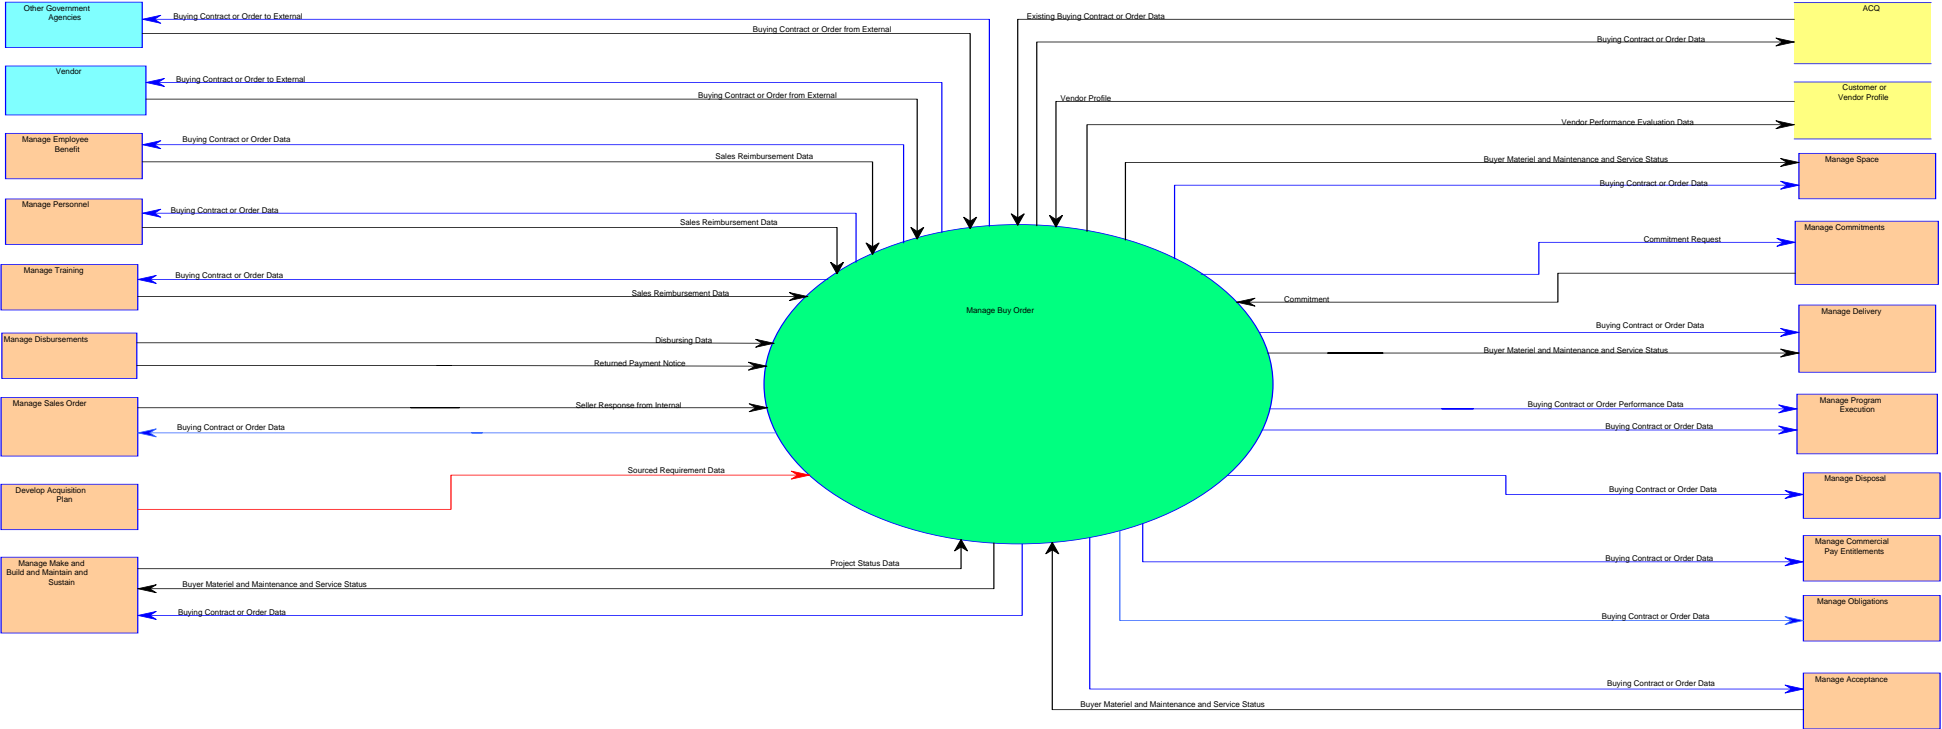 Other Government
Agencies
Buying Contract or Order to External
Buying Contract or Order from External
Vendor
Buying Contract or Order to External
Buying Contract or Order from External
Manage Employee
Benefit
Buying Contract or Order Data
Sales Reimbursement Data
Manage Personnel
Buying Contract or Order Data
Sales Reimbursement Data
Manage Training
Buying Contract or Order Data
Sales Reimbursement Data
Manage Disbursements
Disbursing Data
Returned Payment Notice
Manage Sales Order
Seller Response from Internal
Buying Contract or Order Data
Develop Acquisition
Plan
Sourced Requirement Data
Manage Make and
Build and Maintain and
Sustain
Project Status Data
Buyer Materiel and Maintenance and Service Status
Buying Contract or Order Data
Manage Buy Order
Existing Buying Contract or Order Data
ACQ
Buying Contract or Order Data
Vendor Profile
Customer or
Vendor Profile
Vendor Performance Evaluation Data
Buyer Materiel and Maintenance and Service Status
Manage Space
Buying Contract or Order Data
Manage Commitments
Commitment Request
Commitment
Manage Delivery
Buying Contract or Order Data
Buyer Materiel and Maintenance and Service Status
Manage Program
Execution
Buying Contract or Order Performance Data
Buying Contract or Order Data
Manage Disposal
Buying Contract or Order Data
Manage Commercial
Pay Entitlements
Buying Contract or Order Data
Manage Obligations
Buying Contract or Order Data
Manage Acceptance
Buying Contract or Order Data
Buyer Materiel and Maintenance and Service Status